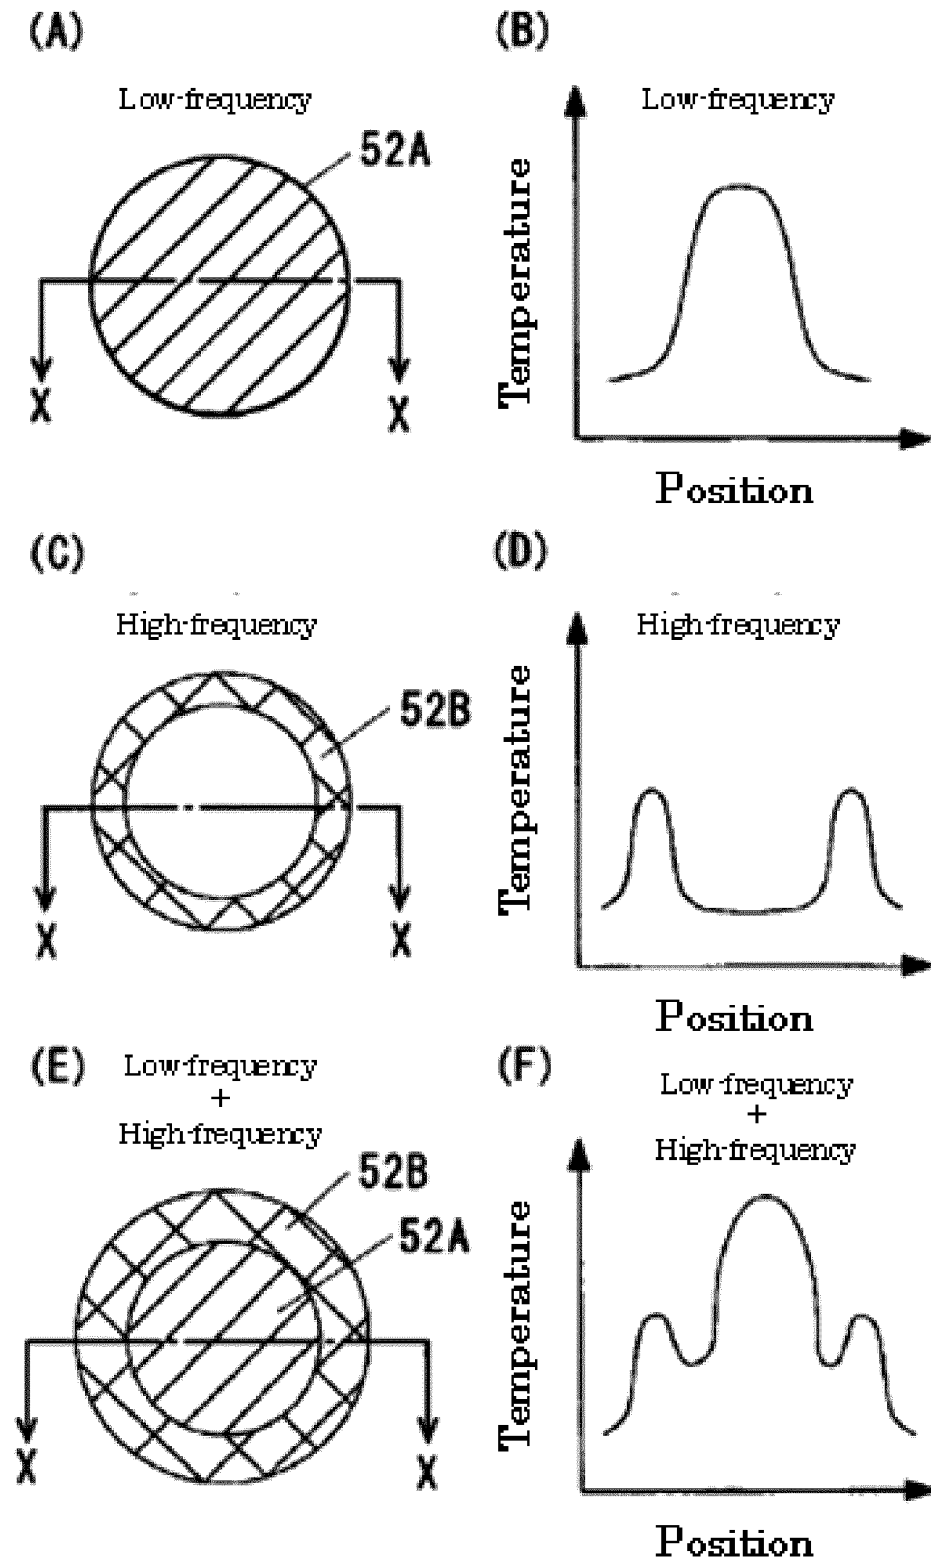 (A)
Low-frequency
52A
X
X
(B)
Low-frequency
Temperature
Position
(C)
High-frequency
52B
X
X
(D)
High-frequency
Temperature
Position
(E)
Low-frequency
+
High-frequency
52B
52A
X
X
(F)
Low-frequency
+
High-frequency
Temperature
Position